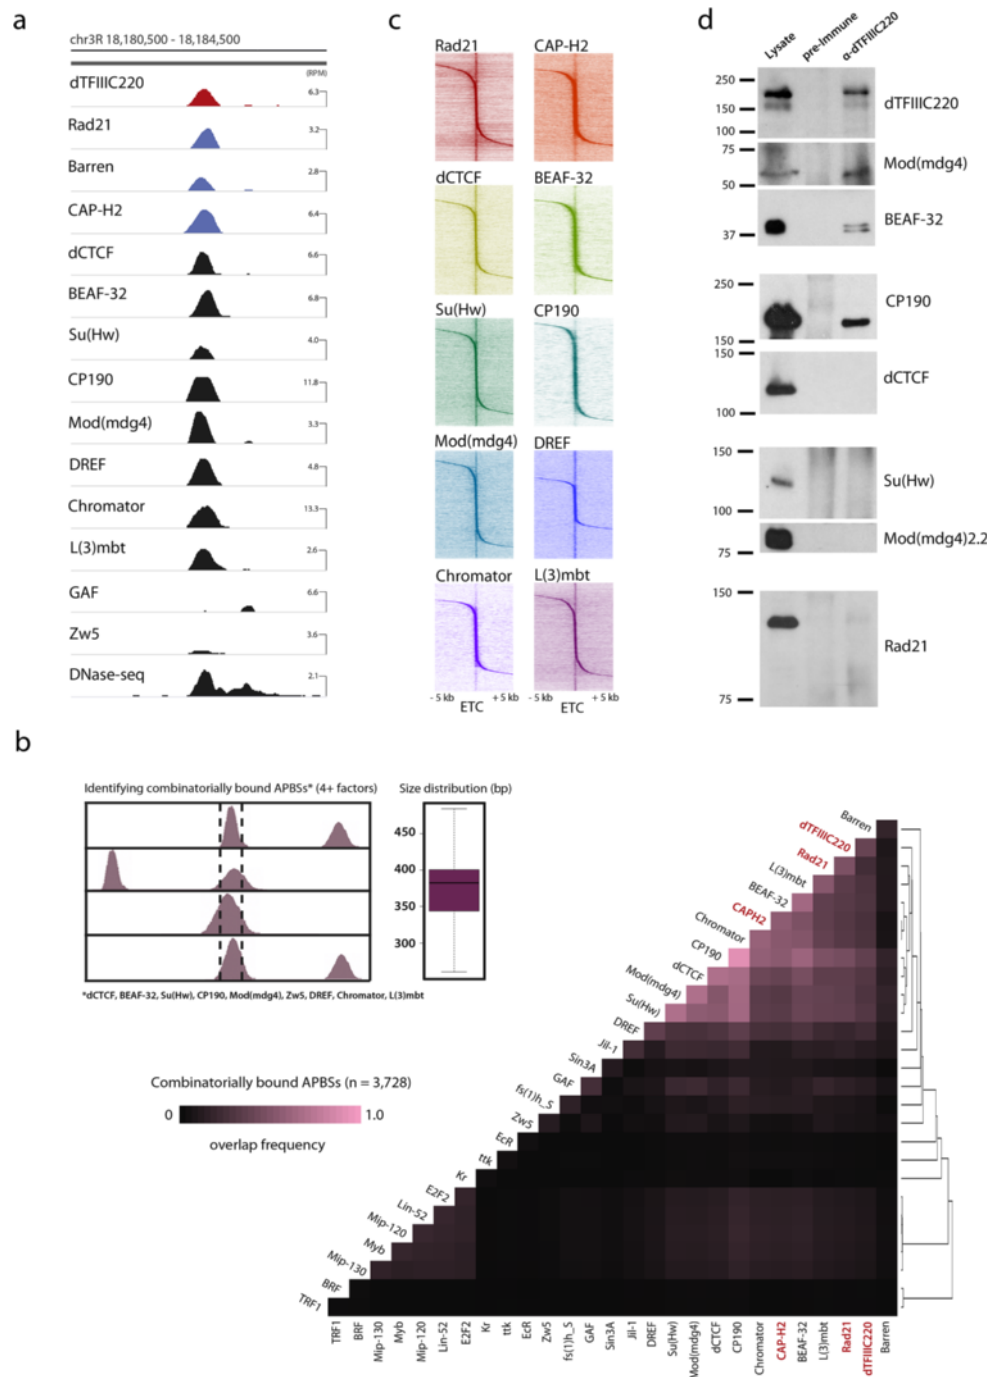 a
chr3R 18,180,500 - 18,184,500
(RPM)
dTFIIIC220
6.3
Rad21
3.2
Barren
2.8
CAP-H2
6.4
dCTCF
6.6
BEAF-32
6.8
Su(Hw)
4.0
CP190
11.8
Mod(mdg4)
3.3
DREF
4.8
Chromator
13.3
L(3)mbt
2.6
GAF
6.6
Zw5
3.6
DNase-seq
2.1
c
Rad21 CAP-H2
dCTCF BEAF-32
Su(Hw) CP190
Mod(mdg4) DREF
Chromator L(3)mbt
- 5 kb + 5 kb - 5 kb + 5 kb
ETC ETC
d
Lysate pre-Immune α-dTFIIIC220
250
150
100
dTFIIIC220
75
50
Mod(mdg4)
37
BEAF-32
250
150
CP190
150
100
dCTCF
150
100
Su(Hw)
75
Mod(mdg4)2.2
150
75
Rad21
b
Identifying combinatorially bound APBSs* (4+ factors)
Size distribution (bp)
450
400
350
300
*dCTCF, BEAF-32, Su(Hw), CP190, Mod(mdg4), Zw5, DREF, Chromator, L(3)mbt
Combinatorially bound APBSs (n = 3,728)
0 1.0
overlap frequency
Barren
dTFIIIC220
Rad21
L(3)mbt
BEAF-32
CAPH2
Chromator
CP190
dCTCF
Mod(mdg4)
Su(Hw)
DREF
Jil-1
Sin3A
GAF
fs(1)h_S
Zw5
EcR
ttk
Kr
E2F2
Lin-52
Mip-120
Myb
Mip-130
BRF
TRF1
TRF1 BRF Mip-130 Myb Mip-120 Lin-52 E2F2 Kr ttk EcR Zw5 fs(1)h_S GAF Sin3A Jil-1 DREF Su(Hw) Mod(mdg4) dCTCF CP190 Chromator CAP-H2 BEAF-32 L(3)mbt Rad21 dTFIIIC220 Barren